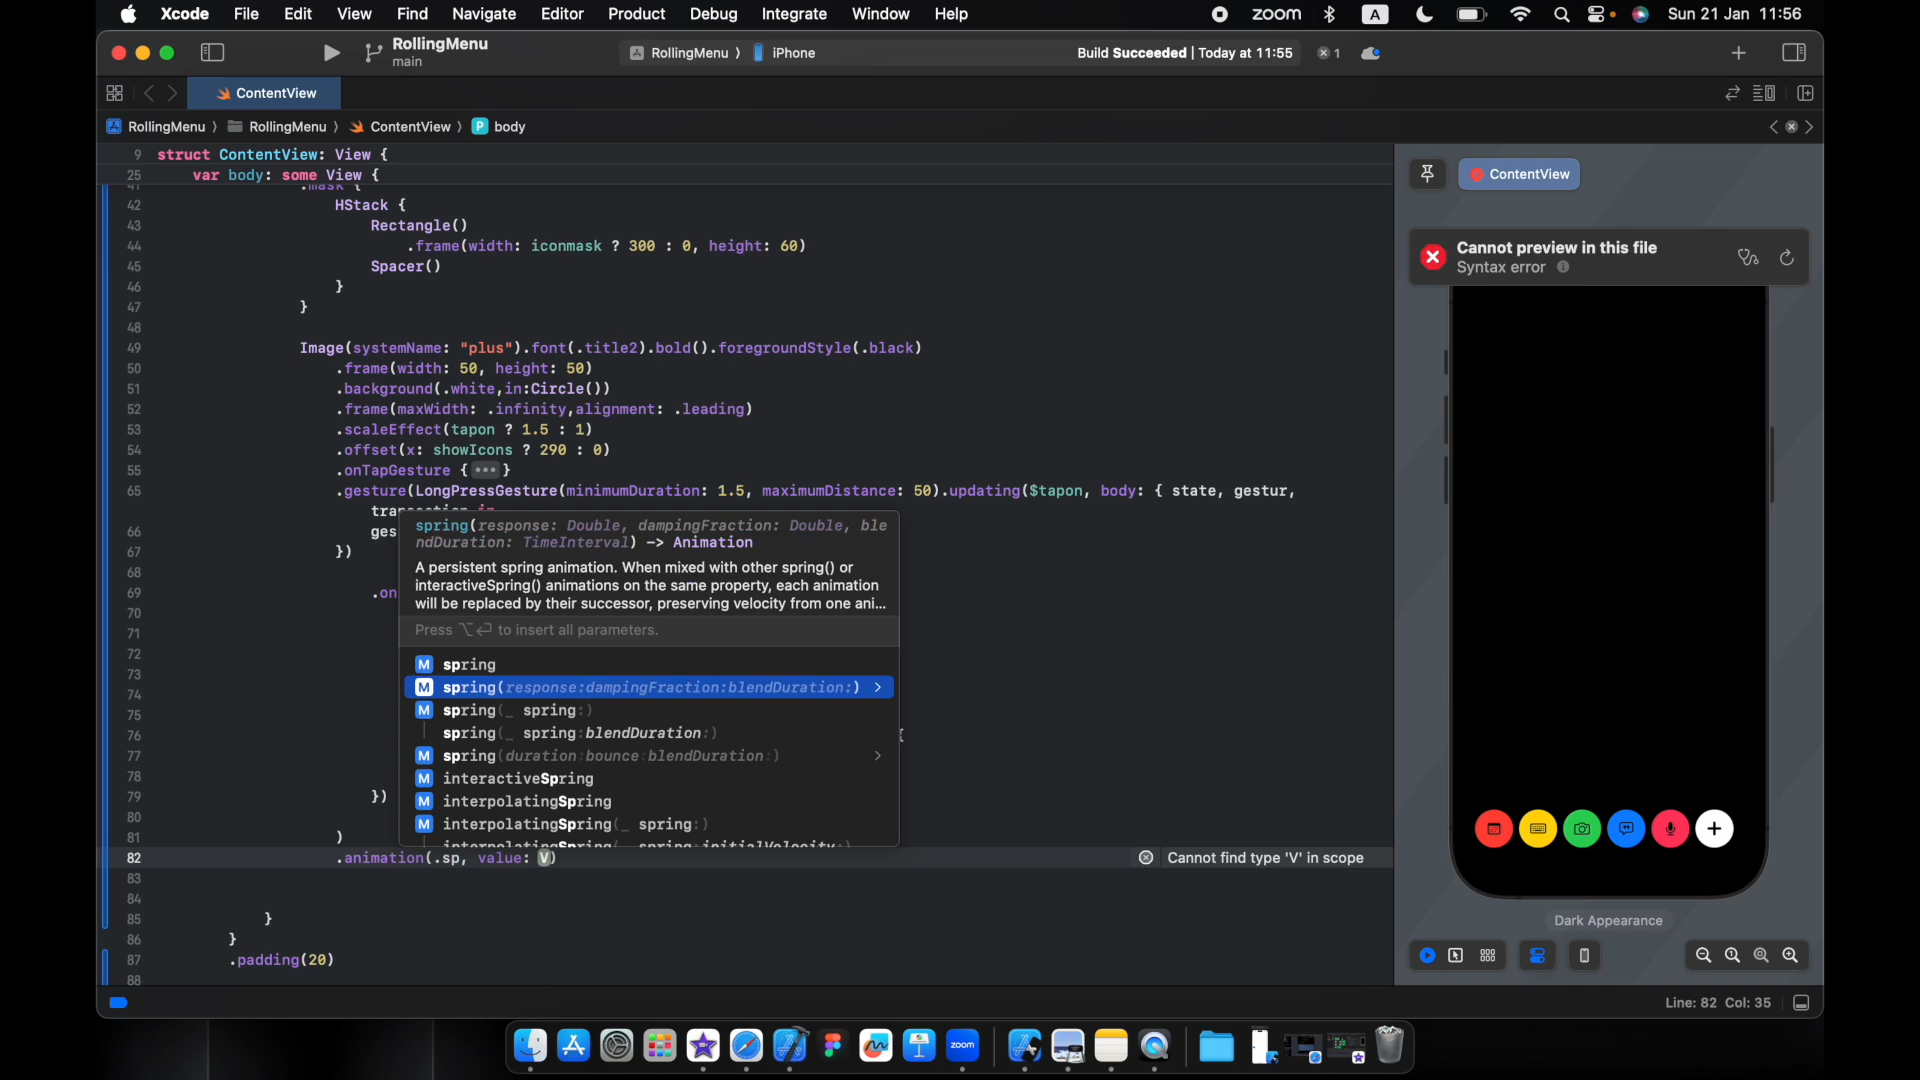 Xcode File Edit View Find Navigate Editor Product Debug Integrate Window Help
zoom A Sun 21 Jan 11:56
RollingMenu
main
RollingMenu 〉 iPhone
Build Succeeded | Today at 11:55
1
ContentView
RollingMenu 〉 RollingMenu 〉 ContentView 〉 P body
9 struct ContentView: View {
25 var body: some View {
41 .mask {
42 HStack {
43 Rectangle()
44 .frame(width: iconmask ? 300 : 0, height: 60)
45 Spacer()
46 }
47 }
48
49 Image(systemName: "plus").font(.title2).bold().foregroundStyle(.black)
50 .frame(width: 50, height: 50)
51 .background(.white,in:Circle())
52 .frame(maxWidth: .infinity,alignment: .leading)
53 .scaleEffect(tapon ? 1.5 : 1)
54 .offset(x: showIcons ? 290 : 0)
55 .onTapGesture { ••• }
65 .gesture(LongPressGesture(minimumDuration: 1.5, maximumDistance: 50).updating($tapon, body: { state, gestur,
transaction in
66 ges
67 })
68
69 .on
70
71
72
73
74
75
76 {
77
78
79 })
80
81 )
82 .animation(.sp, value: V)
Cannot find type 'V' in scope
83
84
85 }
86 }
87 .padding(20)
88
spring(response: Double, dampingFraction: Double, ble
ndDuration: TimeInterval) -> Animation
A persistent spring animation. When mixed with other spring() or
interactiveSpring() animations on the same property, each animation
will be replaced by their successor, preserving velocity from one ani...
Press ⌥↩ to insert all parameters.
M spring
M spring(response:dampingFraction:blendDuration:)
M spring(_ spring:)
spring(_ spring:blendDuration:)
M spring(duration:bounce:blendDuration:)
M interactiveSpring
M interpolatingSpring
M interpolatingSpring(_ spring:)
interpolatingSpring(_ spring:initialVelocity:)
ContentView
Cannot preview in this file
Syntax error
Dark Appearance
Line: 82 Col: 35
zoom